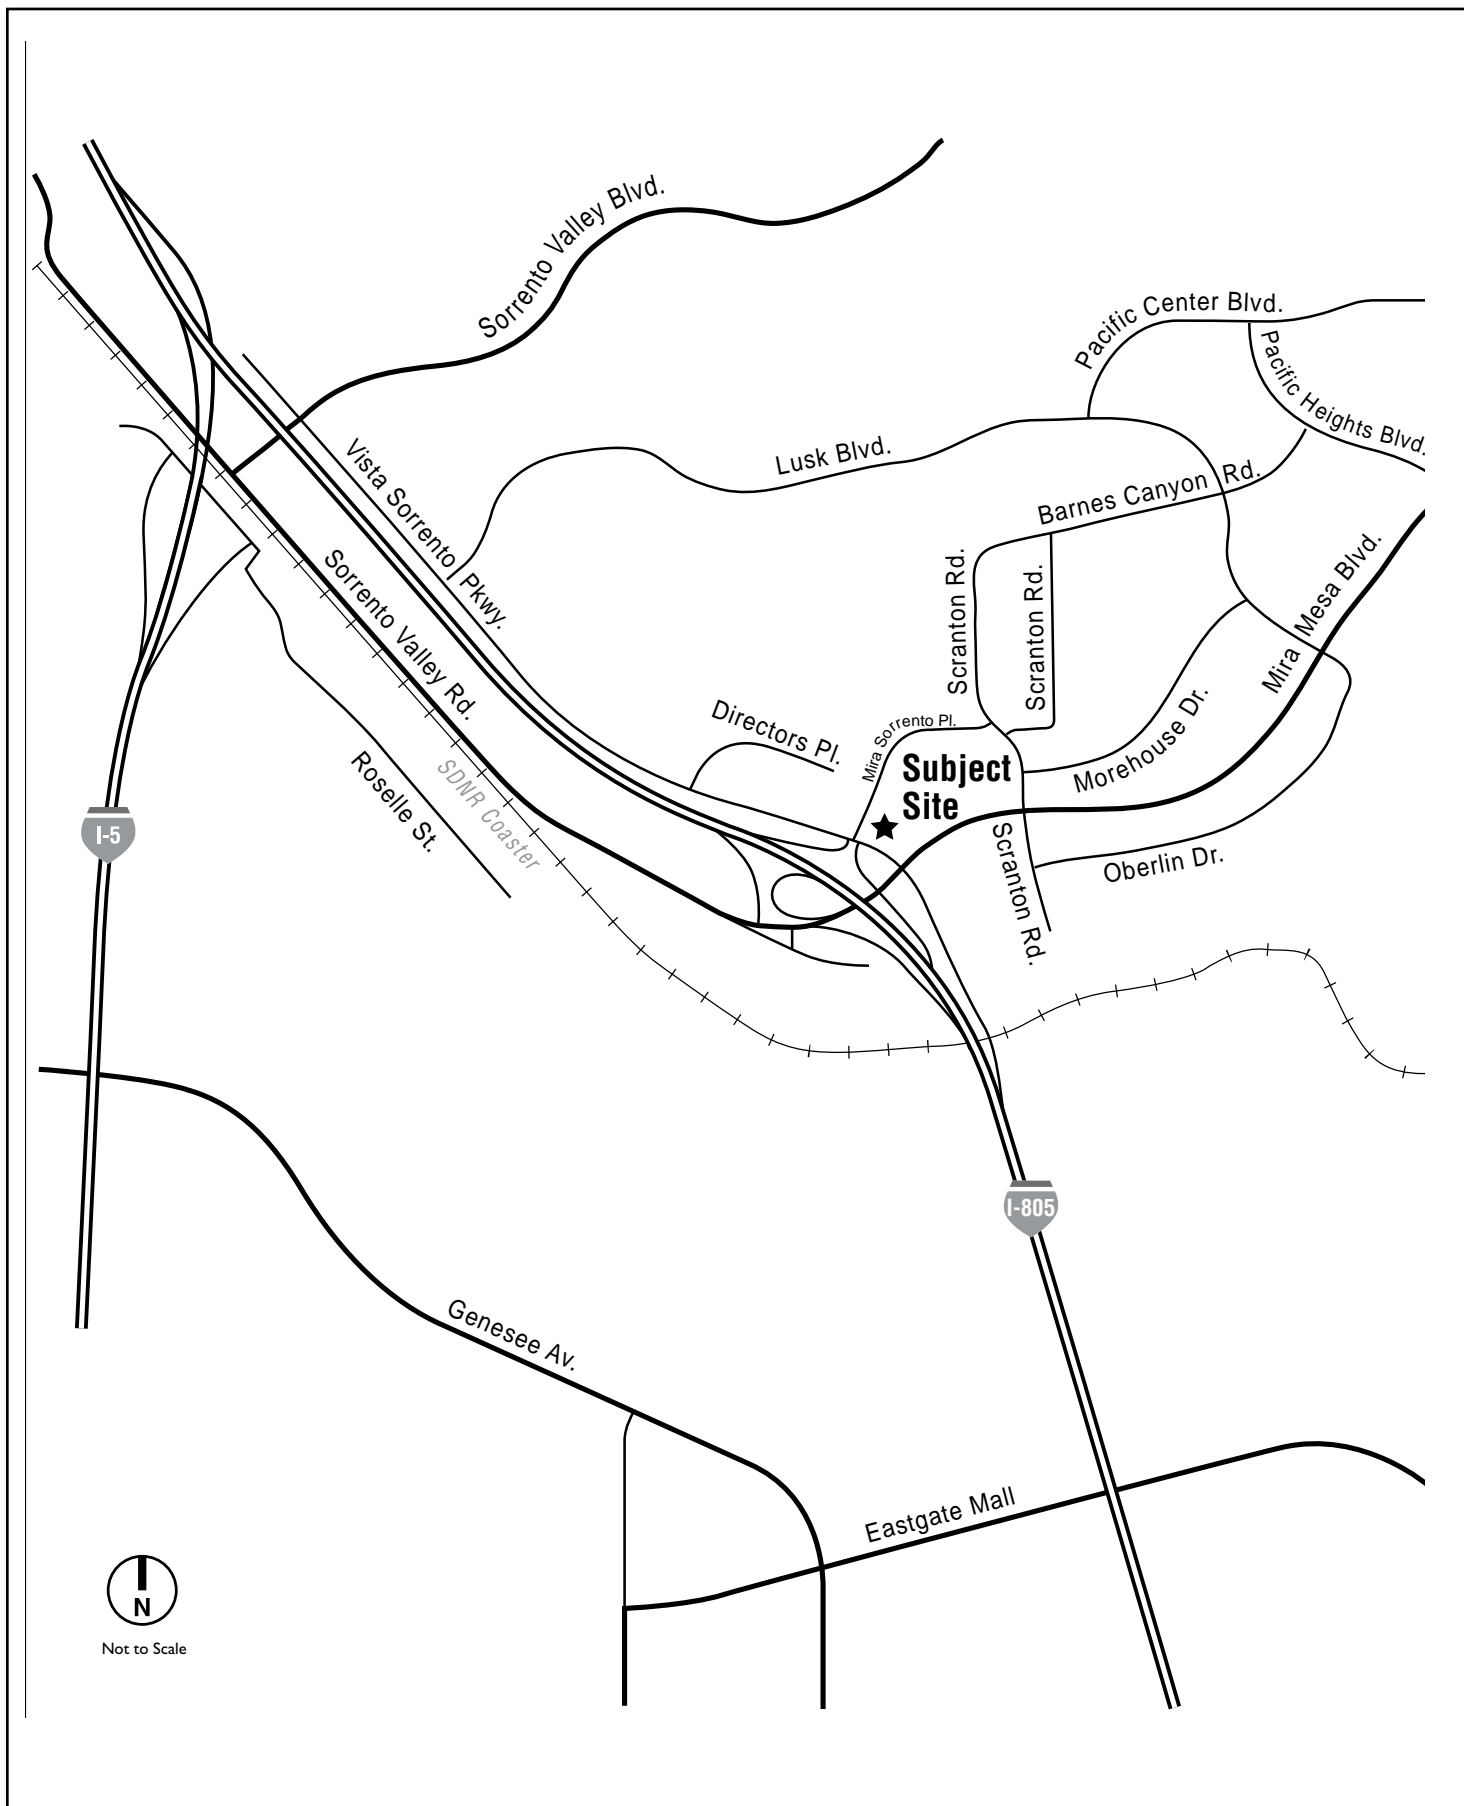 Sorrento Valley Blvd.
Pacific Center Blvd.
Pacific Heights Blvd.
Vista Sorrento Pkwy.
Lusk Blvd.
Barnes Canyon Rd.
Mira Mesa Blvd.
Sorrento Valley Rd.
Scranton Rd.
Scranton Rd.
Directors Pl.
Mira Sorrento Pl.
Morehouse Dr.
Subject
Site
Roselle St.
SDNR Coaster
I-5
Scranton Rd.
Oberlin Dr.
I-805
Genesee Av.
Eastgate Mall
N
Not to Scale